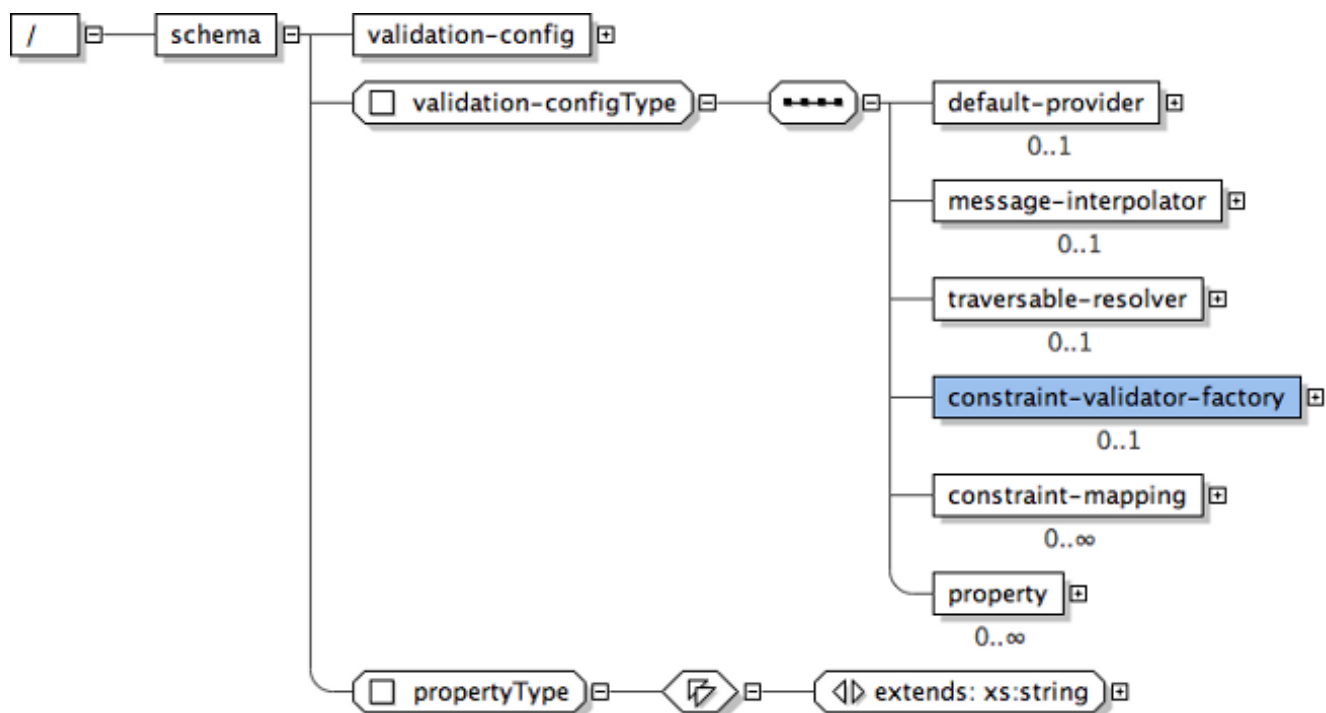 /
schema
validation-config
validation-configType
default-provider
0..1
message-interpolator
0..1
traversable-resolver
0..1
constraint-validator-factory
0..1
constraint-mapping
0..∞
property
0..∞
propertyType
extends: xs:string